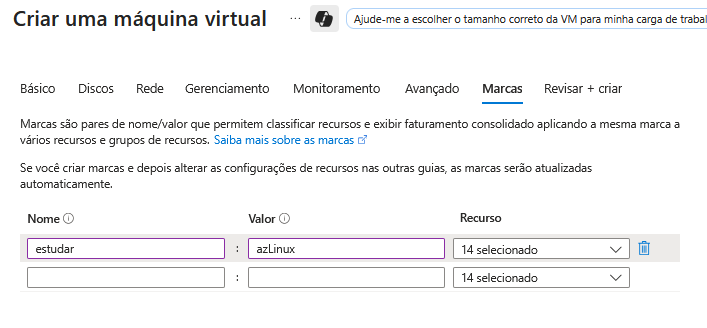 Criar uma máquina virtual ... Ajude-me a escolher o tamanho correto da VM para minha carga de trabal
Básico Discos Rede Gerenciamento Monitoramento Avançado Marcas Revisar + criar
Marcas são pares de nome/valor que permitem classificar recursos e exibir faturamento consolidado aplicando a mesma marca a
vários recursos e grupos de recursos. Saiba mais sobre as marcas
Se você criar marcas e depois alterar as configurações de recursos nas outras guias, as marcas serão atualizadas
automaticamente.
Nome Valor Recurso
estudar : azLinux 14 selecionado
: 14 selecionado